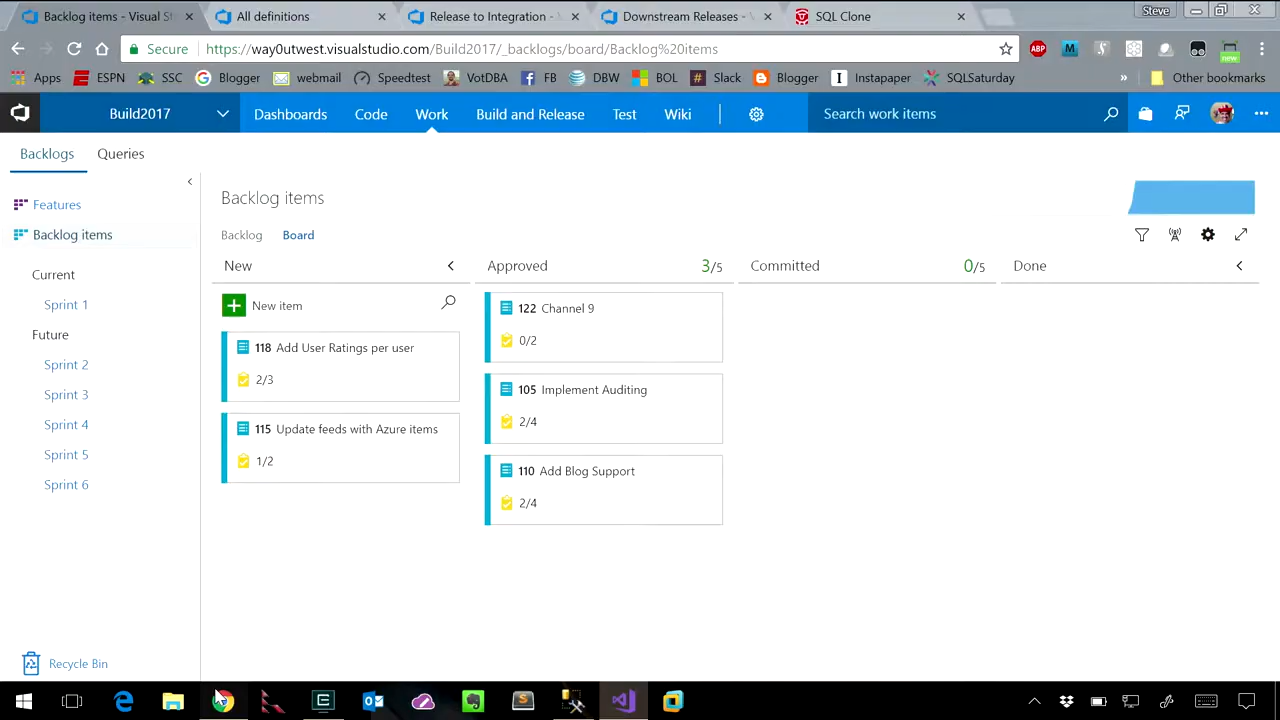 Backlog items - Visual St
All definitions
Release to Integration -
Downstream Releases - V
SQL Clone
Steve
Secure
https://way0utwest.visualstudio.com/Build2017/_backlogs/board/Backlog%20items
ABP
M
new
Apps
ESPN
SSC
Blogger
webmail
Speedtest
VotDBA
FB
DBW
BOL
Slack
Blogger
Instapaper
SQLSaturday
»
Other bookmarks
Build2017
Dashboards
Code
Work
Build and Release
Test
Wiki
Search work items
Backlogs
Queries
Features
Backlog items
Current
Sprint 1
Future
Sprint 2
Sprint 3
Sprint 4
Sprint 5
Sprint 6
Recycle Bin
Backlog items
Backlog
Board
New
New item
118 Add User Ratings per user
2/3
115 Update feeds with Azure items
1/2
Approved
3/5
122 Channel 9
0/2
105 Implement Auditing
2/4
110 Add Blog Support
2/4
Committed
0/5
Done